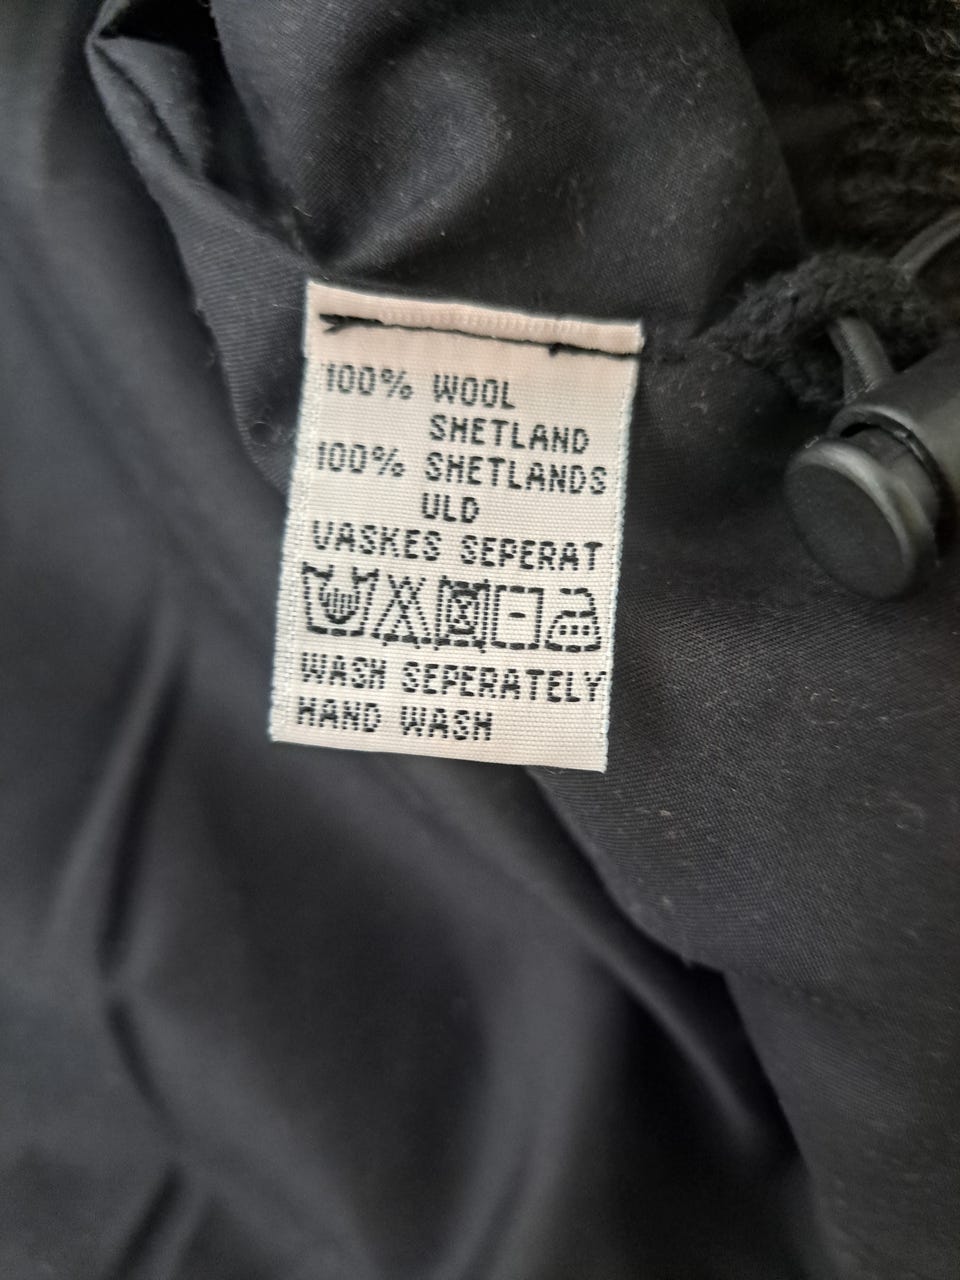 100% WOOL
SHETLAND
100% SHETLANDS
ULD
VASKES SEPERAT
WASH SEPERATELY
HAND WASH